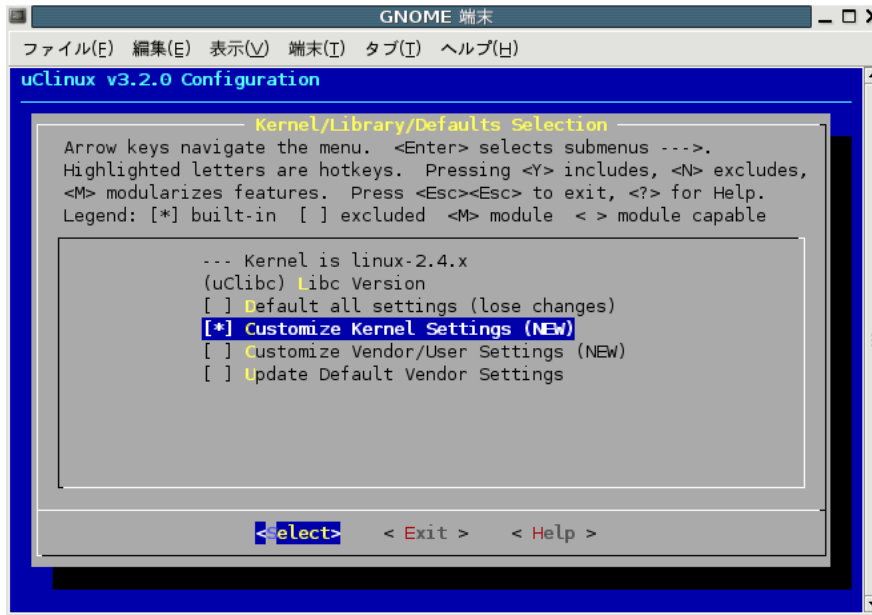 GNOME 端末
ファイル(F) 編集(E) 表示(V) 端末(T) タブ(T) ヘルプ(H)
uClinux v3.2.0 Configuration
Kernel/Library/Defaults Selection
Arrow keys navigate the menu. <Enter> selects submenus --->.
Highlighted letters are hotkeys. Pressing <Y> includes, <N> excludes,
<M> modularizes features. Press <Esc><Esc> to exit, <?> for Help.
Legend: [*] built-in [ ] excluded <M> module < > module capable
--- Kernel is linux-2.4.x
(uClibc) Libc Version
[ ] Default all settings (lose changes)
[*] Customize Kernel Settings (NEW)
[ ] Customize Vendor/User Settings (NEW)
[ ] Update Default Vendor Settings
<Select> < Exit > < Help >